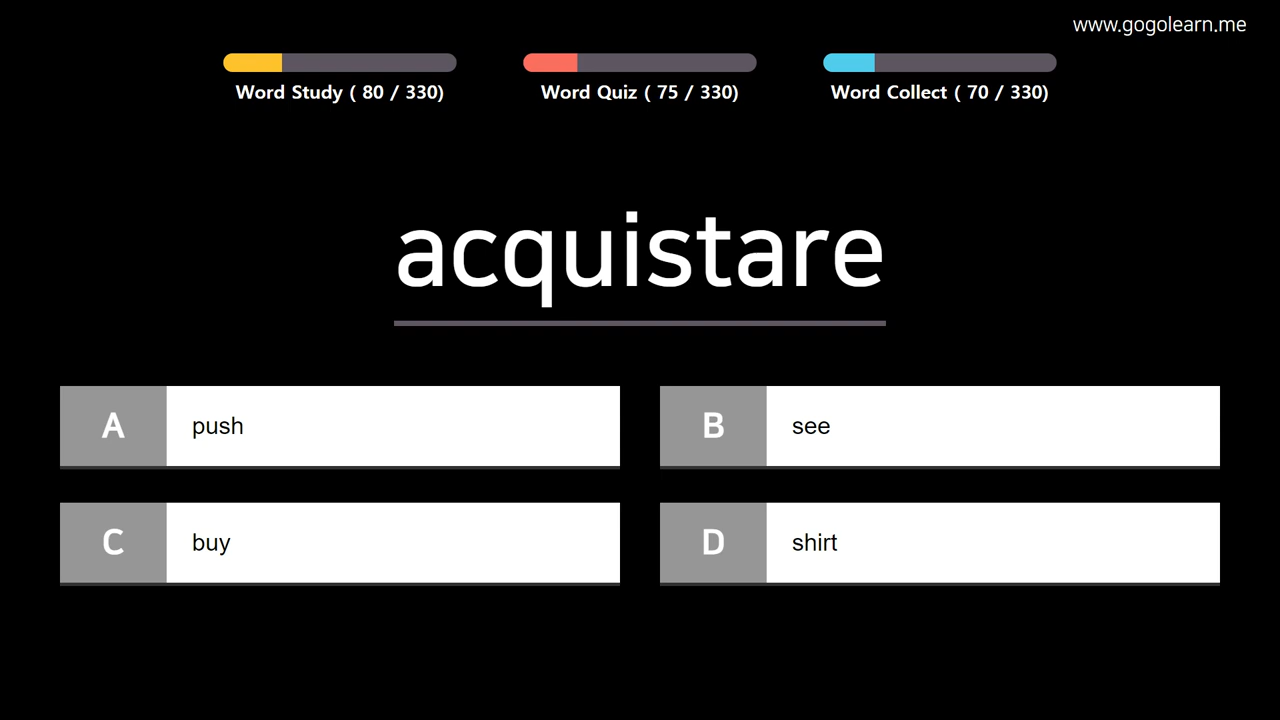 www.gogolearn.me
Word Study ( 80 / 330)
Word Quiz ( 75 / 330)
Word Collect ( 70 / 330)
acquistare
A push
B see
C buy
D shirt